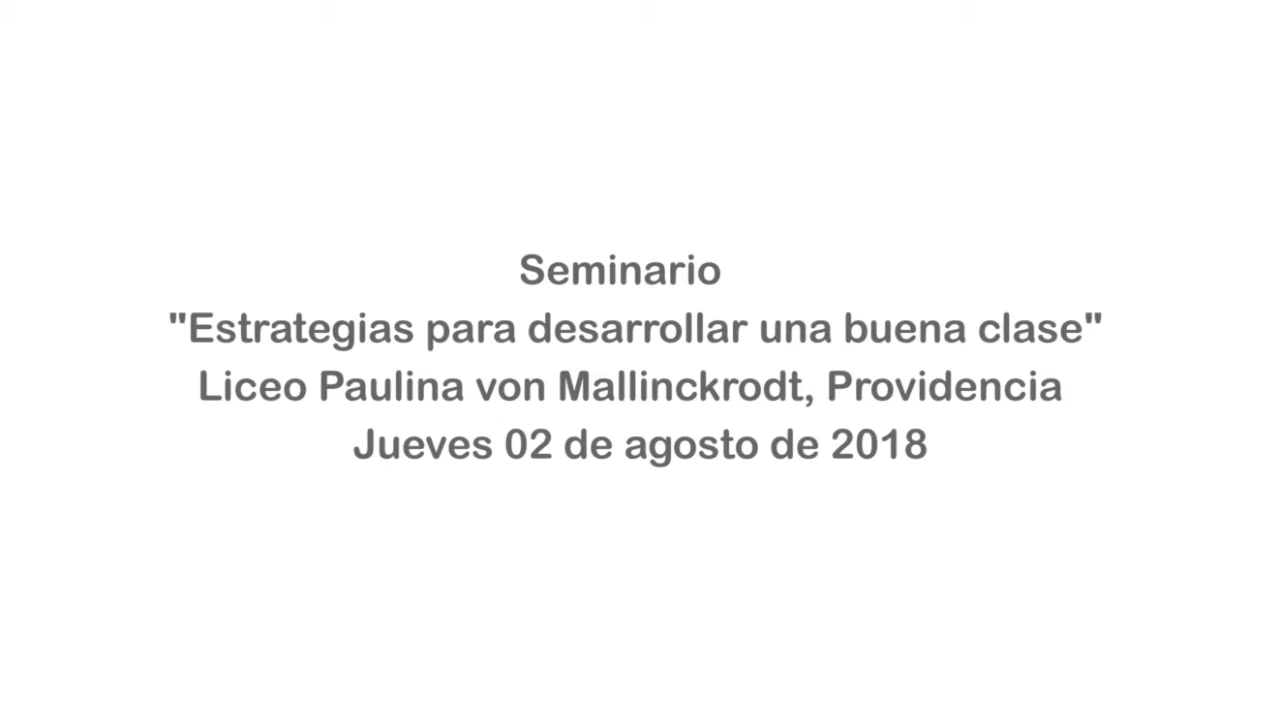 Seminario
"Estrategias para desarrollar una buena clase"
Liceo Paulina von Mallinckrodt, Providencia
Jueves 02 de agosto de 2018